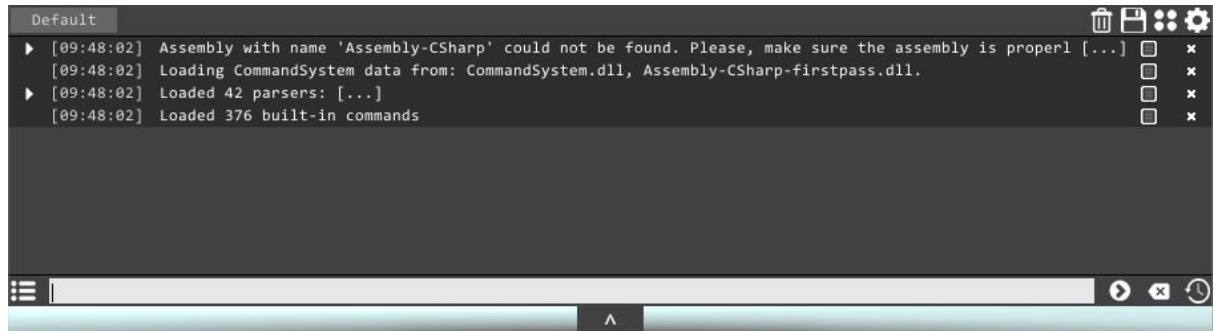 Default
[09:48:02] Assembly with name 'Assembly-CSharp' could not be found. Please, make sure the assembly is properl [...]
[09:48:02] Loading CommandSystem data from: CommandSystem.dll, Assembly-CSharp-firstpass.dll.
[09:48:02] Loaded 42 parsers: [...]
[09:48:02] Loaded 376 built-in commands